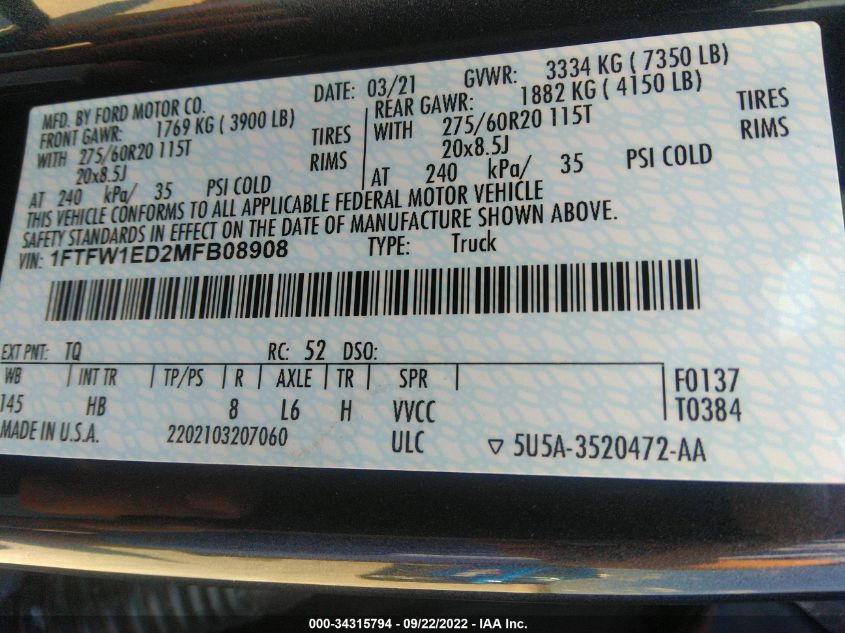 MFD. BY FORD MOTOR CO.
DATE: 03/21 GVWR: 3334 KG ( 7350 LB)
FRONT GAWR: 1769 KG ( 3900 LB)
REAR GAWR: 1882 KG ( 4150 LB)
WITH 275/60R20 115T TIRES
WITH 275/60R20 115T TIRES
20x8.5J RIMS
20x8.5J RIMS
AT 240 kPa/ 35 PSI COLD
AT 240 kPa/ 35 PSI COLD
THIS VEHICLE CONFORMS TO ALL APPLICABLE FEDERAL MOTOR VEHICLE
SAFETY STANDARDS IN EFFECT ON THE DATE OF MANUFACTURE SHOWN ABOVE.
VIN: 1FTFW1ED2MFB08908 TYPE: Truck
EXT PNT: TQ RC: 52 DSO:
WB INT TR TP/PS R AXLE TR SPR F0137
145 HB 8 L6 H VVCC T0384
MADE IN U.S.A. 2202103207060 ULC ▽ 5U5A-3520472-AA
000-34315794 - 09/22/2022 - IAA Inc.